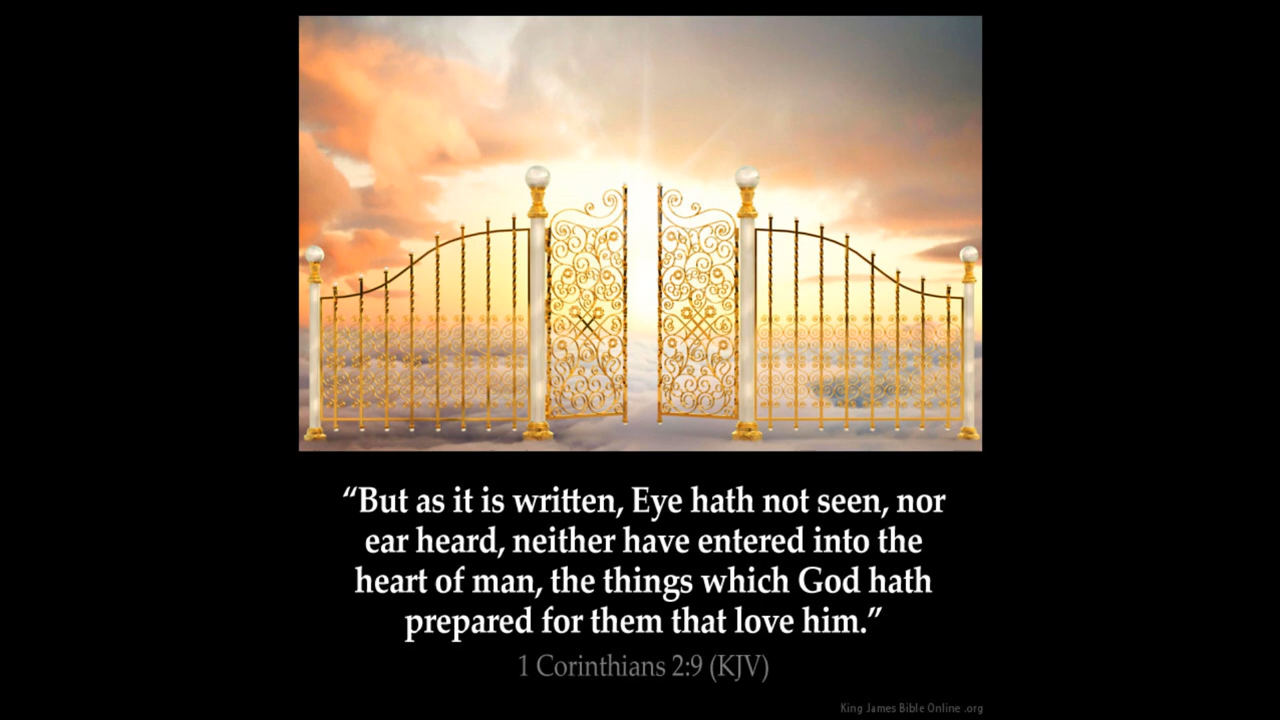 “But as it is written, Eye hath not seen, nor
ear heard, neither have entered into the
heart of man, the things which God hath
prepared for them that love him.”
1 Corinthians 2:9 (KJV)
King James Bible Online .org